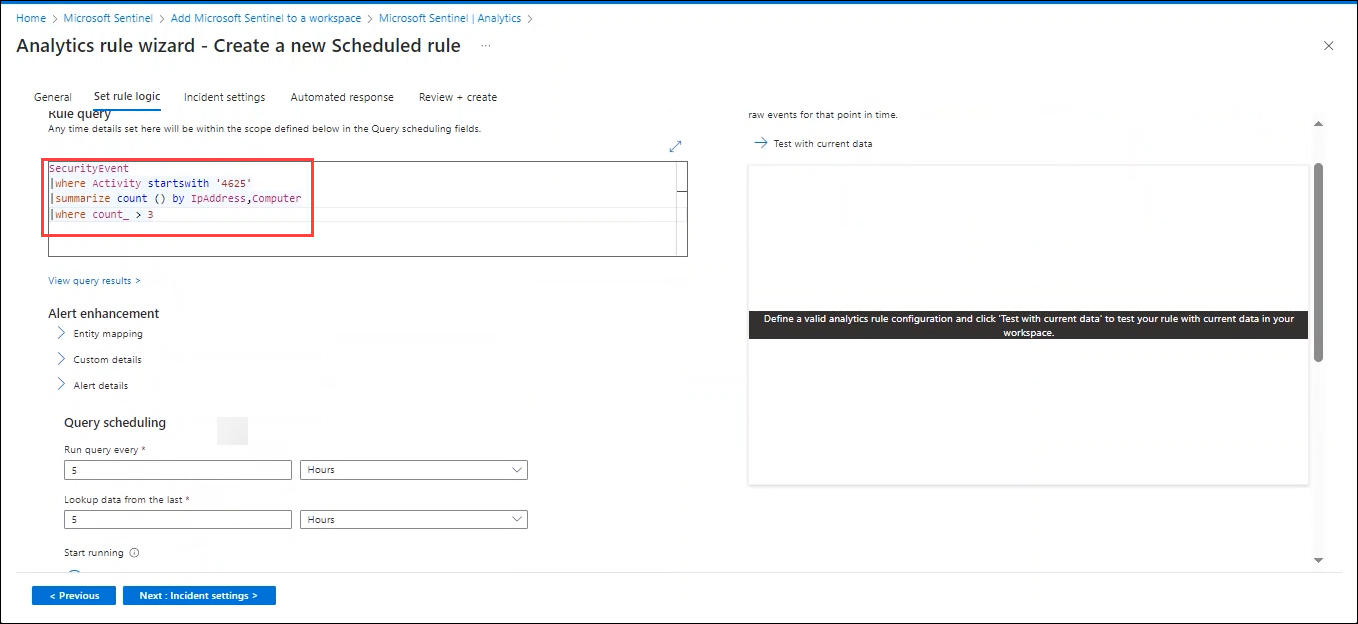 Home > Microsoft Sentinel > Add Microsoft Sentinel to a workspace > Microsoft Sentinel | Analytics >
Analytics rule wizard - Create a new Scheduled rule ...
General Set rule logic Incident settings Automated response Review + create
Rule query
Any time details set here will be within the scope defined below in the Query scheduling fields.
SecurityEvent
|where Activity startswith '4625'
|summarize count () by IpAddress,Computer
|where count_ > 3
View query results >
Alert enhancement
Entity mapping
Custom details
Alert details
Query scheduling
Run query every *
5 Hours
Lookup data from the last *
5 Hours
Start running
raw events for that point in time.
Test with current data
Define a valid analytics rule configuration and click 'Test with current data' to test your rule with current data in your
workspace.
< Previous Next : Incident settings >